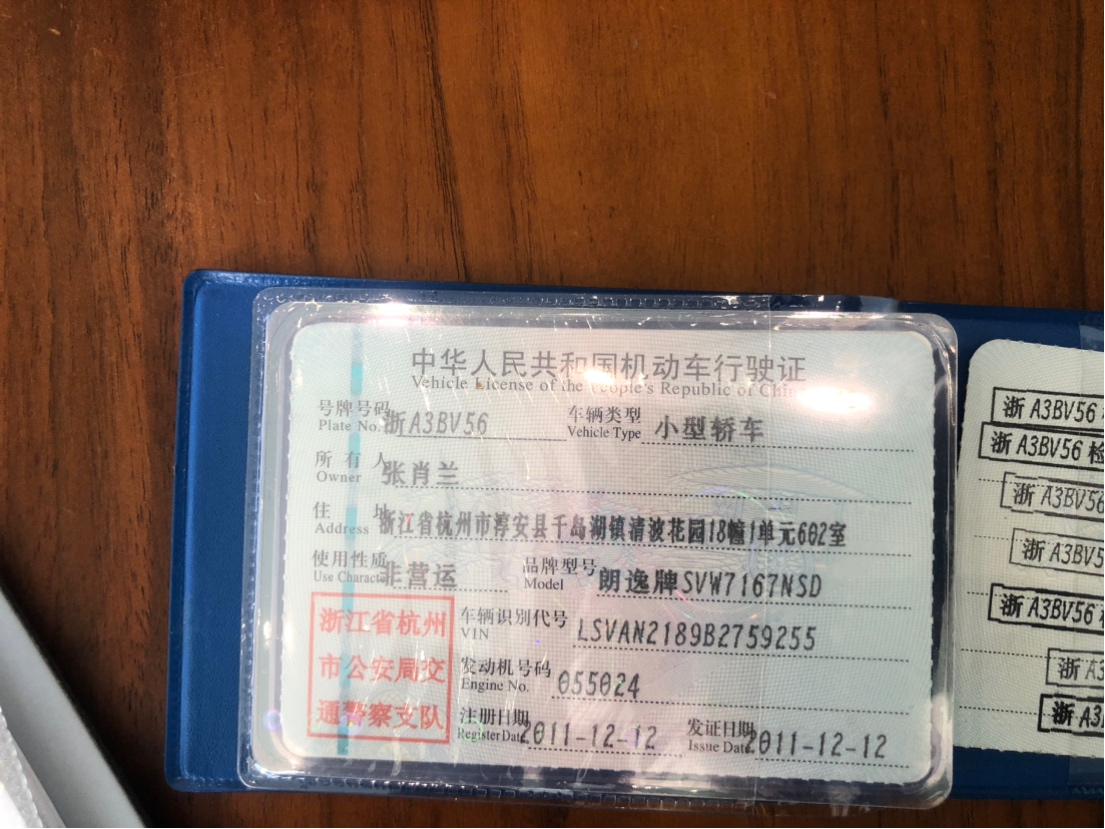 中华人民共和国机动车行驶证
Vehicle License of the People's Republic of China
号牌号码 浙A3BV56 车辆类型 小型轿车
Plate No. Vehicle Type
所有人 张肖兰
Owner
住址 浙江省杭州市淳安县千岛湖镇清波花园18幢1单元602室
Address
使用性质 非营运 品牌型号 朗逸牌SVW7167NSD
Use Character Model
浙江省杭州
市公安局交
通警察支队
车辆识别代号 LSVAN2189B2759255
VIN
发动机号码 055024
Engine No.
注册日期 2011-12-12 发证日期 2011-12-12
Register Date Issue Date
浙A3BV56
浙A3BV56 检
浙A3BV56
浙A3BV5
浙A3BV56
浙A3
浙A3